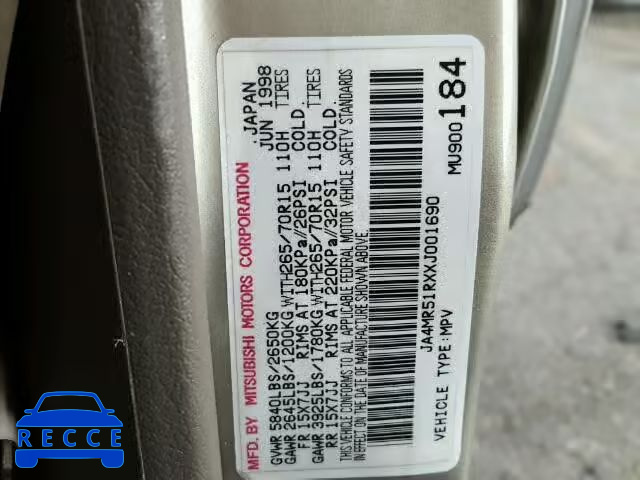 MFD. BY MITSUBISHI MOTORS CORPORATION JAPAN
GVWR 5840LBS/2650KG JUN 1998
GAWR 2645LBS/1200KG WITH265/70R15 110H TIRES
FR 15X7JJ RIMS AT 180KPa//26PSI COLD.
GAWR 3925LBS/1780KG WITH265/70R15 110H TIRES
RR 15X7JJ RIMS AT 220KPa//32PSI COLD.
THIS VEHICLE CONFORMS TO ALL APPLICABLE FEDERAL MOTOR VEHICLE SAFETY STANDARDS
IN EFFECT ON THE DATE OF MANUFACTURE SHOWN ABOVE.
JA4MR51RXXJ001690
VEHICLE TYPE:MPV MU900 184
RECCE